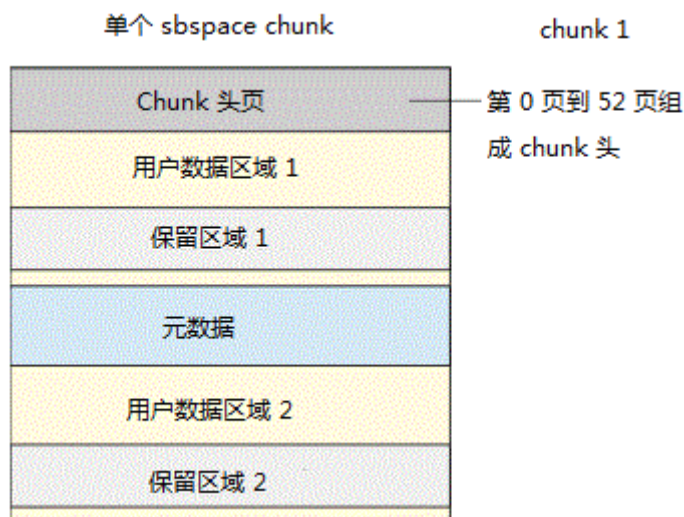 单个 sbspace chunk
chunk 1
Chunk 头页
第 0 页到 52 页组
成 chunk 头
用户数据区域 1
保留区域 1
元数据
用户数据区域 2
保留区域 2